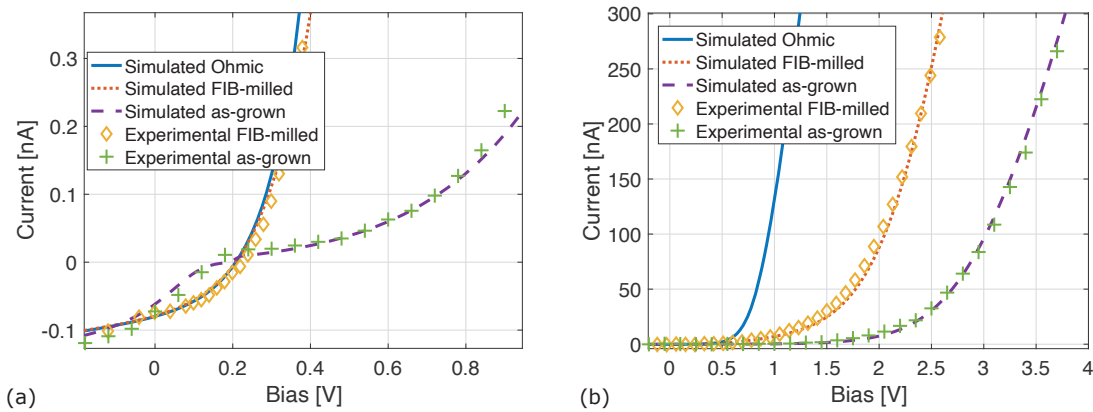 0.3
0.2
0.1
0
-0.1
Current [nA]
Simulated Ohmic
Simulated FIB-milled
Simulated as-grown
Experimental FIB-milled
Experimental as-grown
0 0.2 0.4 0.6 0.8
Bias [V]
(a)
300
250
200
150
100
50
0
Current [nA]
Simulated Ohmic
Simulated FIB-milled
Simulated as-grown
Experimental FIB-milled
Experimental as-grown
0 0.5 1 1.5 2 2.5 3 3.5 4
Bias [V]
(b)